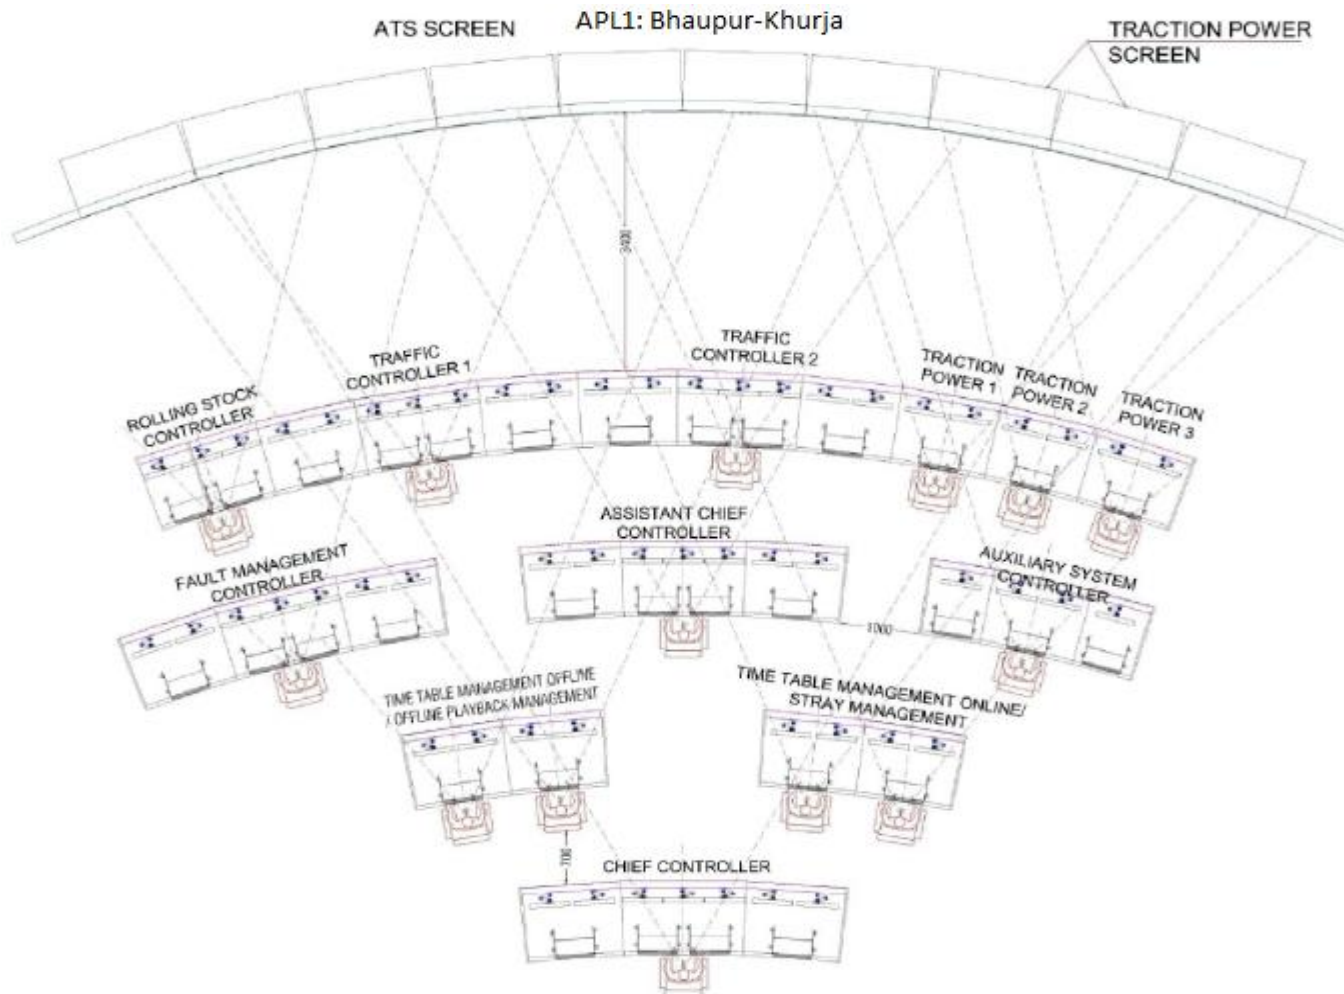 APL1: Bhaupur-Khurja
ATS SCREEN
TRACTION POWER
SCREEN
3400
TRAFFIC
CONTROLLER 1
TRAFFIC
CONTROLLER 2
TRACTION
POWER 1
TRACTION
POWER 2
TRACTION
POWER 3
ROLLING STOCK
CONTROLLER
ASSISTANT CHIEF
CONTROLLER
FAULT MANAGEMENT
CONTROLLER
AUXILIARY SYSTEM
CONTROLLER
TIME TABLE MANAGEMENT OFFLINE
/ OFFLINE PLAYBACK MANAGEMENT
TIME TABLE MANAGEMENT ONLINE/
STRAY MANAGEMENT
700
CHIEF CONTROLLER